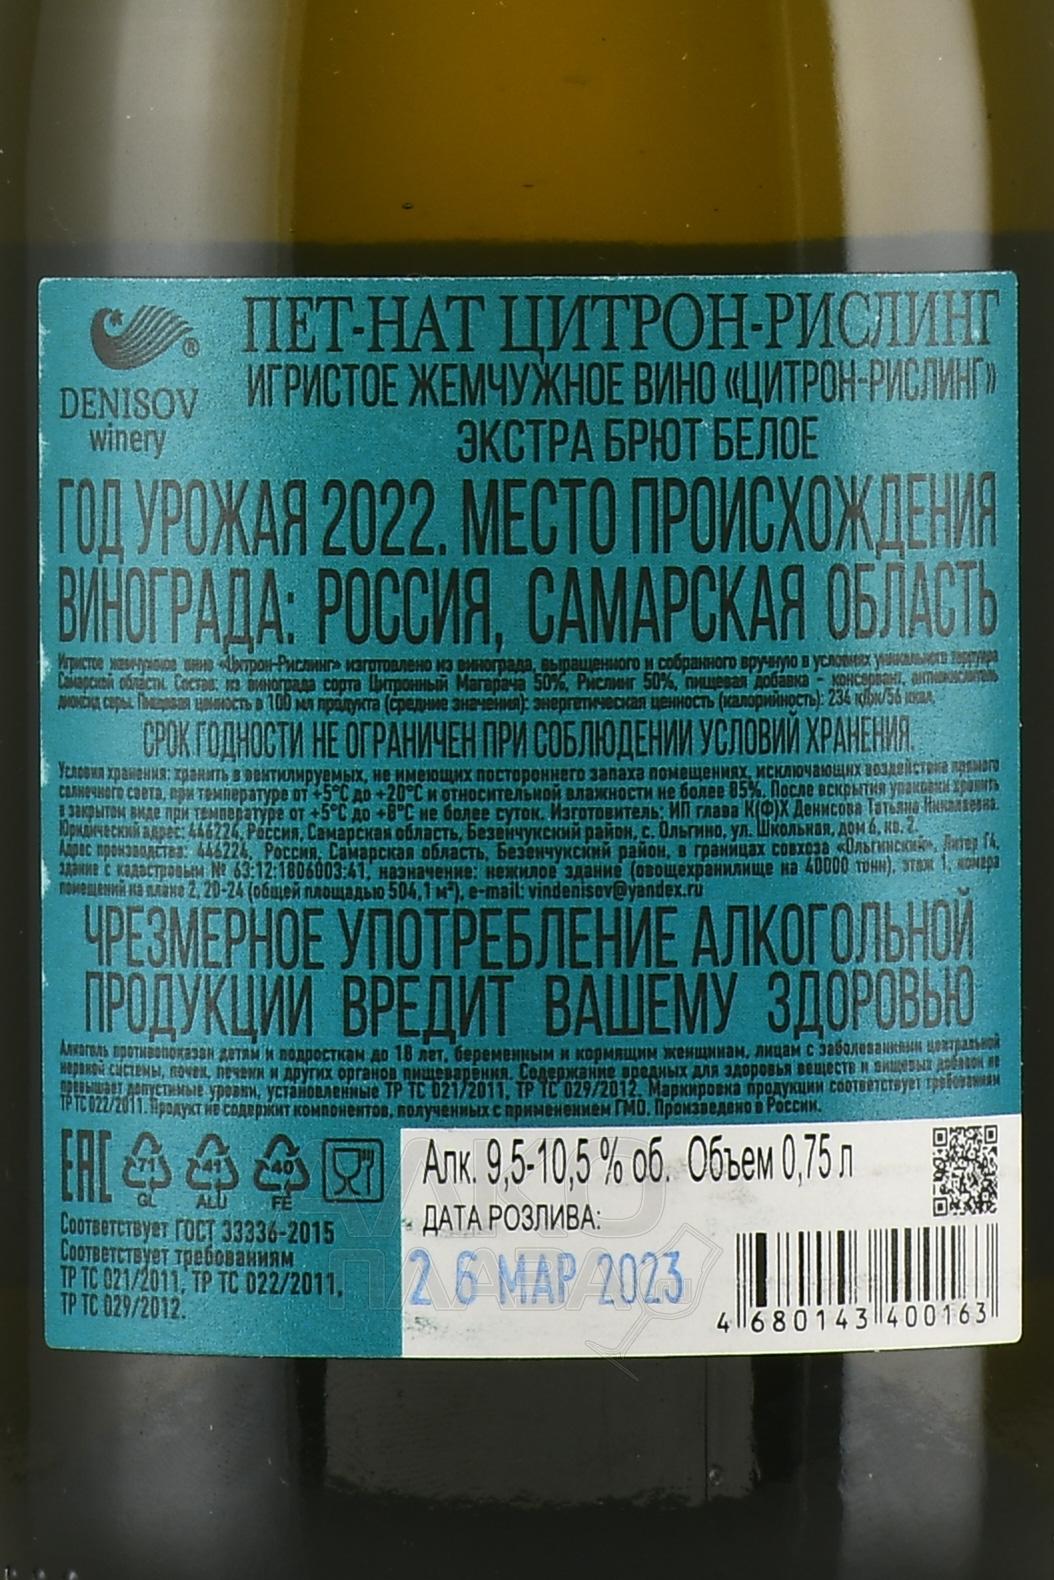 ПЕТ-НАТ ЦИТРОН-РИСЛИНГ
DENISOV
winery
®
ИГРИСТОЕ ЖЕМЧУЖНОЕ ВИНО «ЦИТРОН-РИСЛИНГ»
ЭКСТРА БРЮТ БЕЛОЕ
ГОД УРОЖАЯ 2022. МЕСТО ПРОИСХОЖДЕНИЯ
ВИНОГРАДА: РОССИЯ, САМАРСКАЯ ОБЛАСТЬ
Игристое жемчужное вино «Цитрон-Рислинг» изготовлено из винограда, выращенного и собранного вручную в условиях уникального терруара
Самарской области. Состав: из винограда сорта Цитронный Магарача 50%, Рислинг 50%, пищевая добавка - консервант, антиокислитель
диоксид серы. Пищевая ценность в 100 мл продукта (средние значения): энергетическая ценность (калорийность): 234 кДж/56 ккал.
СРОК ГОДНОСТИ НЕ ОГРАНИЧЕН ПРИ СОБЛЮДЕНИИ УСЛОВИЙ ХРАНЕНИЯ.
Условия хранения: хранить в вентилируемых, не имеющих постороннего запаха помещениях, исключающих воздействие прямого
солнечного света, при температуре от +5°С до +20°С и относительной влажности не более 85%. После вскрытия упаковки хранить
в закрытом виде при температуре от +5°С до +8°С не более суток. Изготовитель: ИП глава К(Ф)Х Денисова Татьяна Николаевна.
Юридический адрес: 446224, Россия, Самарская область, Безенчукский район, с. Ольгино, ул. Школьная, дом 6, кв. 2.
Адрес производства: 446224, Россия, Самарская область, Безенчукский район, в границах совхоза «Ольгинский», Литер Г4,
здание с кадастровым № 63:12:1806003:41, назначение: нежилое здание (овощехранилище на 40000 тонн), этаж 1, номера
помещений на плане 2, 20-24 (общей площадью 504,1 м²), e-mail: vindenisov@yandex.ru
ЧРЕЗМЕРНОЕ УПОТРЕБЛЕНИЕ АЛКОГОЛЬНОЙ
ПРОДУКЦИИ ВРЕДИТ ВАШЕМУ ЗДОРОВЬЮ
Алкоголь противопоказан детям и подросткам до 18 лет, беременным и кормящим женщинам, лицам с заболеваниями центральной
нервной системы, почек, печени и других органов пищеварения. Содержание вредных для здоровья веществ и пищевых добавок не
превышает допустимые уровни, установленные ТР ТС 021/2011, ТР ТС 029/2012. Маркировка продукции соответствует требованиям
ТР ТС 022/2011. Продукт не содержит компонентов, полученных с применением ГМО. Произведено в России.
EAC
71
GL
41
ALU
40
FE
Соответствует ГОСТ 33336-2015
Соответствует требованиям
ТР ТС 021/2011, ТР ТС 022/2011,
ТР ТС 029/2012.
Алк. 9,5-10,5 % об. Объем 0,75 л
ДАТА РОЗЛИВА:
26 МАР 2023
4 680143 400163